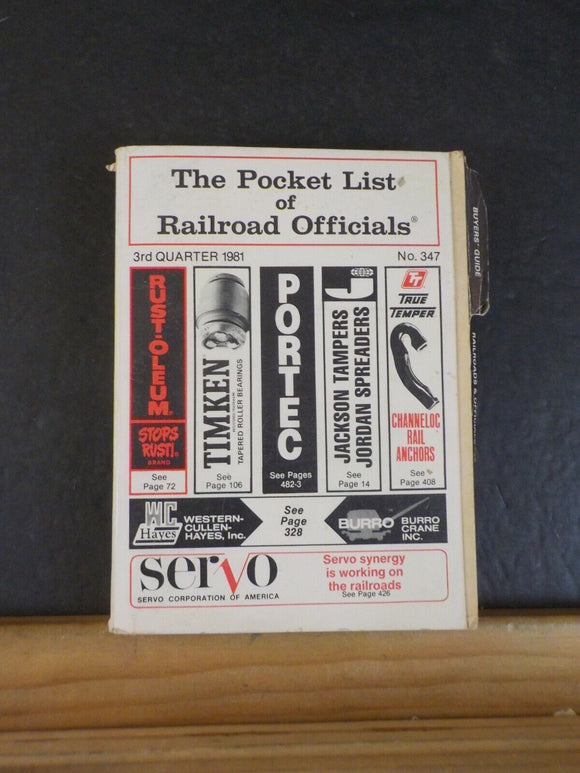 The Pocket List
of
Railroad Officials®
3rd QUARTER 1981
No. 347
RUST-OLEUM®
STOPS
RUST!
BRAND
See
Page 72
TIMKEN
TAPERED ROLLER BEARINGS
See
Page 106
PORTEC
See Pages
482-3
J
JACKSON TAMPERS
JORDAN SPREADERS
See
Page 14
TT
TRUE
TEMPER
CHANNELOC
RAIL
ANCHORS
See
Page 408
WC
Hayes
WESTERN-
CULLEN-
HAYES, Inc.
See
Page
328
BURRO
BURRO
CRANE
INC.
servo
SERVO CORPORATION OF AMERICA
Servo synergy
is working on
the railroads
See Page 426
BUYERS' GUIDE
RAILROADS &